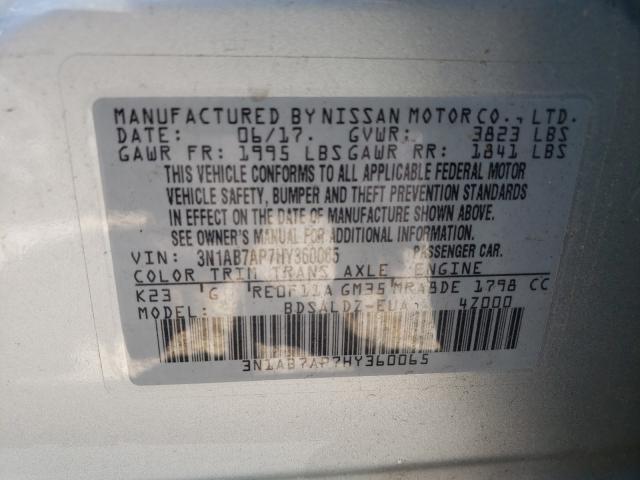 MANUFACTURED BY NISSAN MOTOR CO., LTD.
DATE: 06/17. GVWR: 3823 LBS
GAWR FR: 1995 LBS GAWR RR: 1841 LBS
THIS VEHICLE CONFORMS TO ALL APPLICABLE FEDERAL MOTOR
VEHICLE SAFETY, BUMPER AND THEFT PREVENTION STANDARDS
IN EFFECT ON THE DATE OF MANUFACTURE SHOWN ABOVE.
SEE OWNER'S MANUAL FOR ADDITIONAL INFORMATION.
VIN: 3N1AB7AP7HY360065 PASSENGER CAR.
COLOR TRIM TRANS AXLE ENGINE
K23 G RE0F11A GM35 MRA8DE 1798 CC
MODEL: BDSALDZ-EUA 4Z000
3N1AB7AP7HY360065